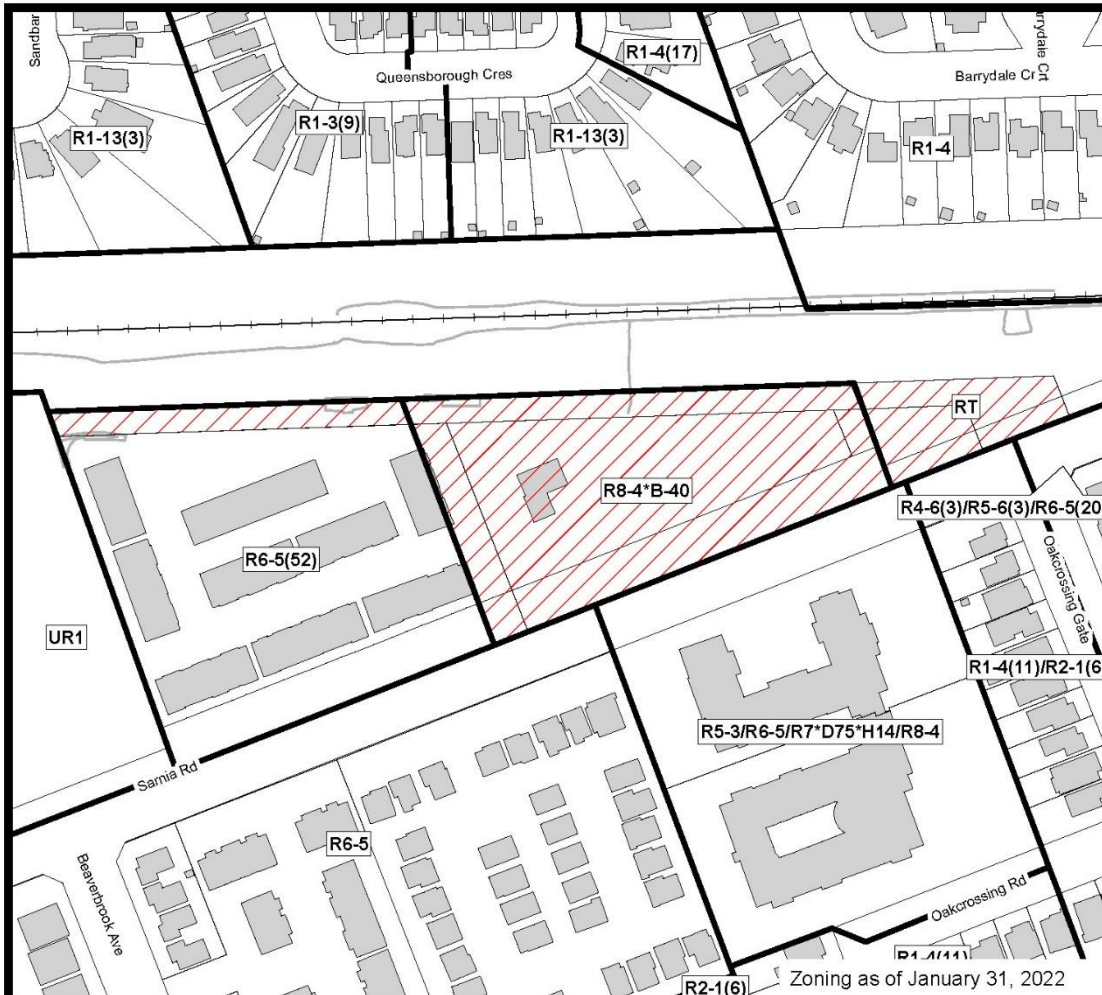 Sandbar
R1-4(17)
Queensborough Cres
Barrydale Crt
R1-13(3)
R1-3(9)
R1-13(3)
R1-4
RT
R8-4*B-40
R4-6(3)/R5-6(3)/R6-5(20
R6-5(52)
Oakcrossing Gate
UR1
R1-4(11)/R2-1(6
R5-3/R6-5/R7*D75*H14/R8-4
Sarnia Rd
R6-5
Beaverbrook Ave
Oakcrossing Rd
R1-4(11)
R2-1(6)
Zoning as of January 31, 2022